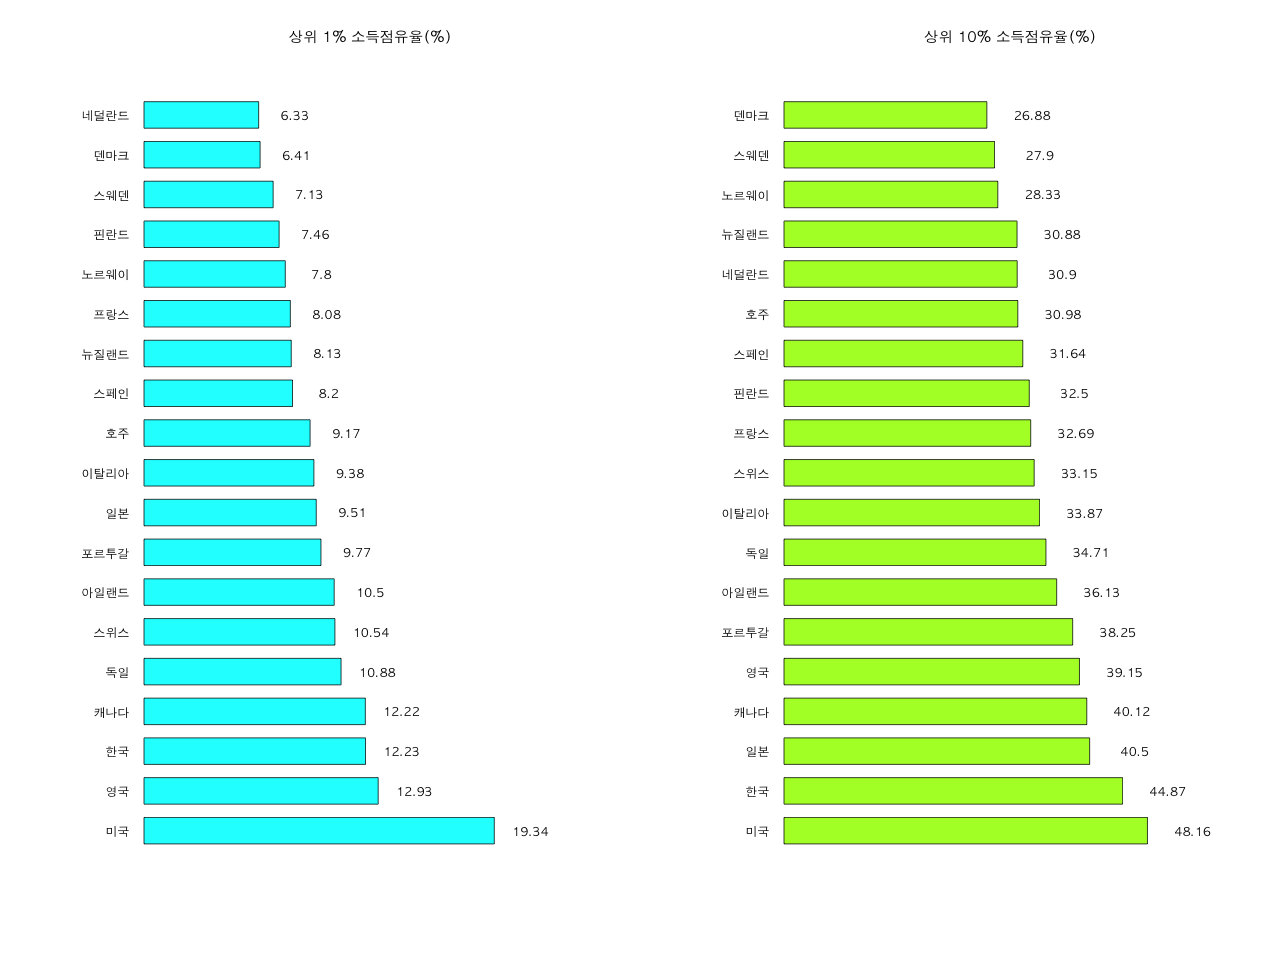 상위 1% 소득점유율(%)
네덜란드 6.33
덴마크 6.41
스웨덴 7.13
핀란드 7.46
노르웨이 7.8
프랑스 8.08
뉴질랜드 8.13
스페인 8.2
호주 9.17
이탈리아 9.38
일본 9.51
포르투갈 9.77
아일랜드 10.5
스위스 10.54
독일 10.88
캐나다 12.22
한국 12.23
영국 12.93
미국 19.34
상위 10% 소득점유율(%)
덴마크 26.88
스웨덴 27.9
노르웨이 28.33
뉴질랜드 30.88
네덜란드 30.9
호주 30.98
스페인 31.64
핀란드 32.5
프랑스 32.69
스위스 33.15
이탈리아 33.87
독일 34.71
아일랜드 36.13
포르투갈 38.25
영국 39.15
캐나다 40.12
일본 40.5
한국 44.87
미국 48.16